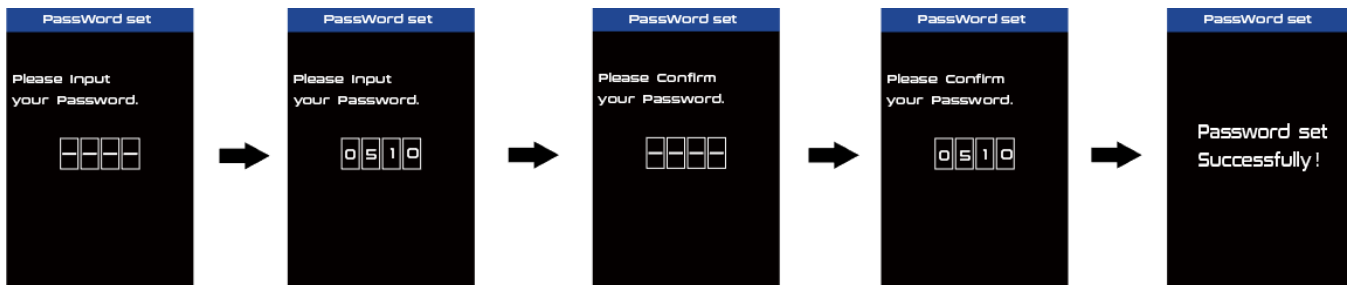 PassWord set
Please Input
your Password.
----
PassWord set
Please Input
your Password.
0510
PassWord set
Please Confirm
your Password.
----
PassWord set
Please Confirm
your Password.
0510
PassWord set
Password set
Successfully!